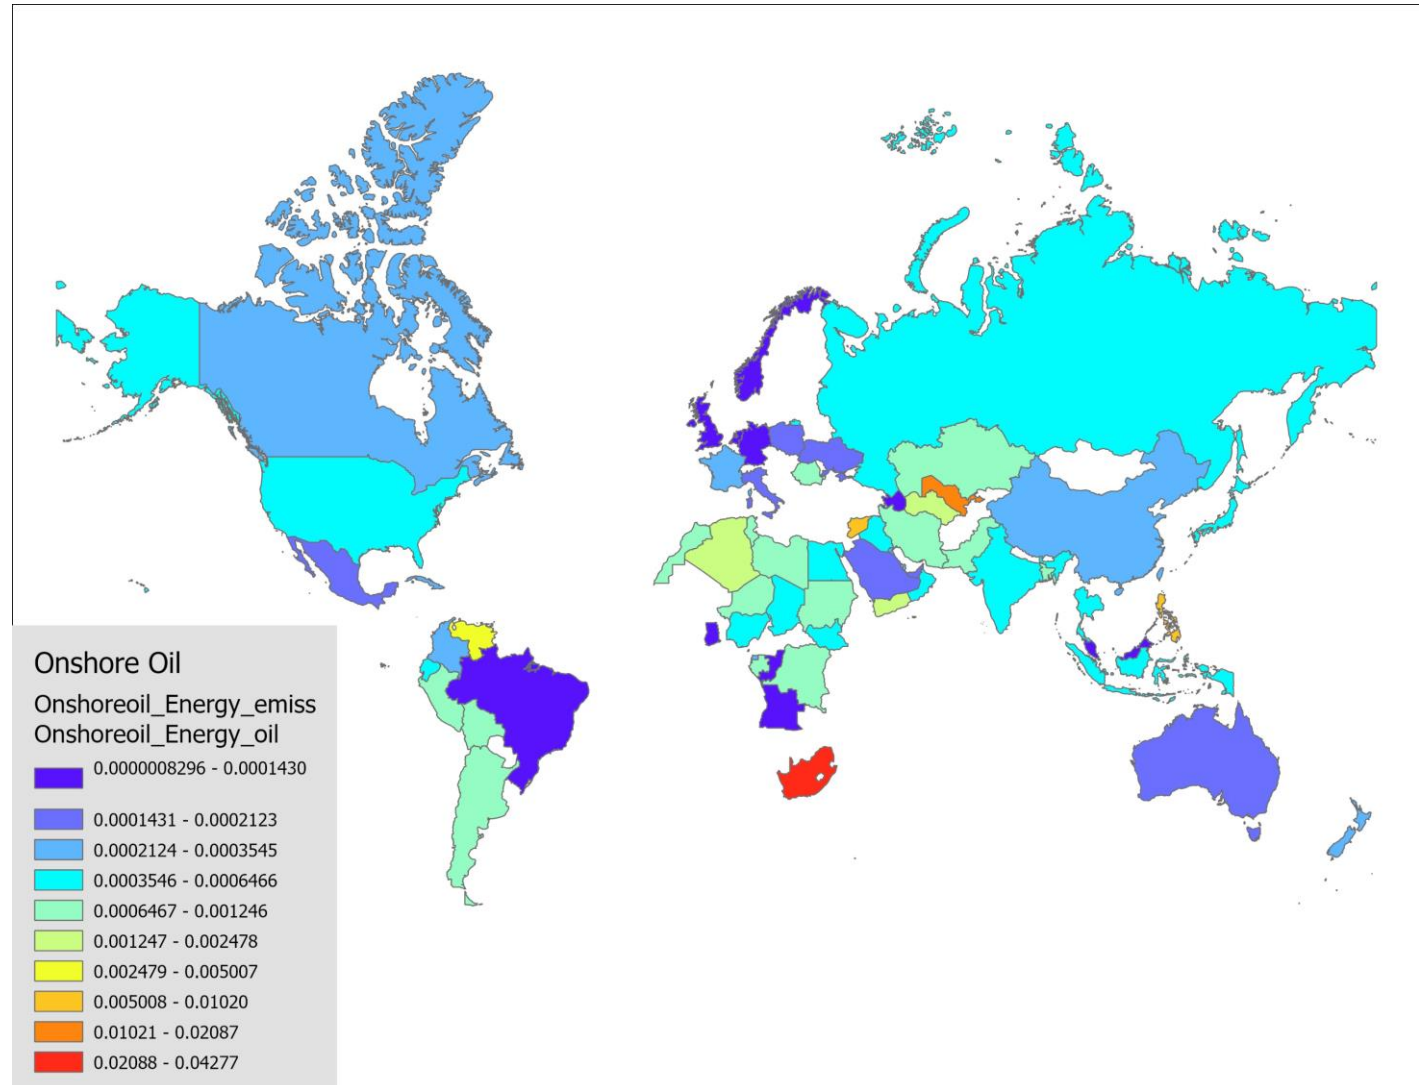 Onshore Oil
Onshoreoil_Energy_emiss
Onshoreoil_Energy_oil
0.0000008296 - 0.0001430
0.0001431 - 0.0002123
0.0002124 - 0.0003545
0.0003546 - 0.0006466
0.0006467 - 0.001246
0.001247 - 0.002478
0.002479 - 0.005007
0.005008 - 0.01020
0.01021 - 0.02087
0.02088 - 0.04277